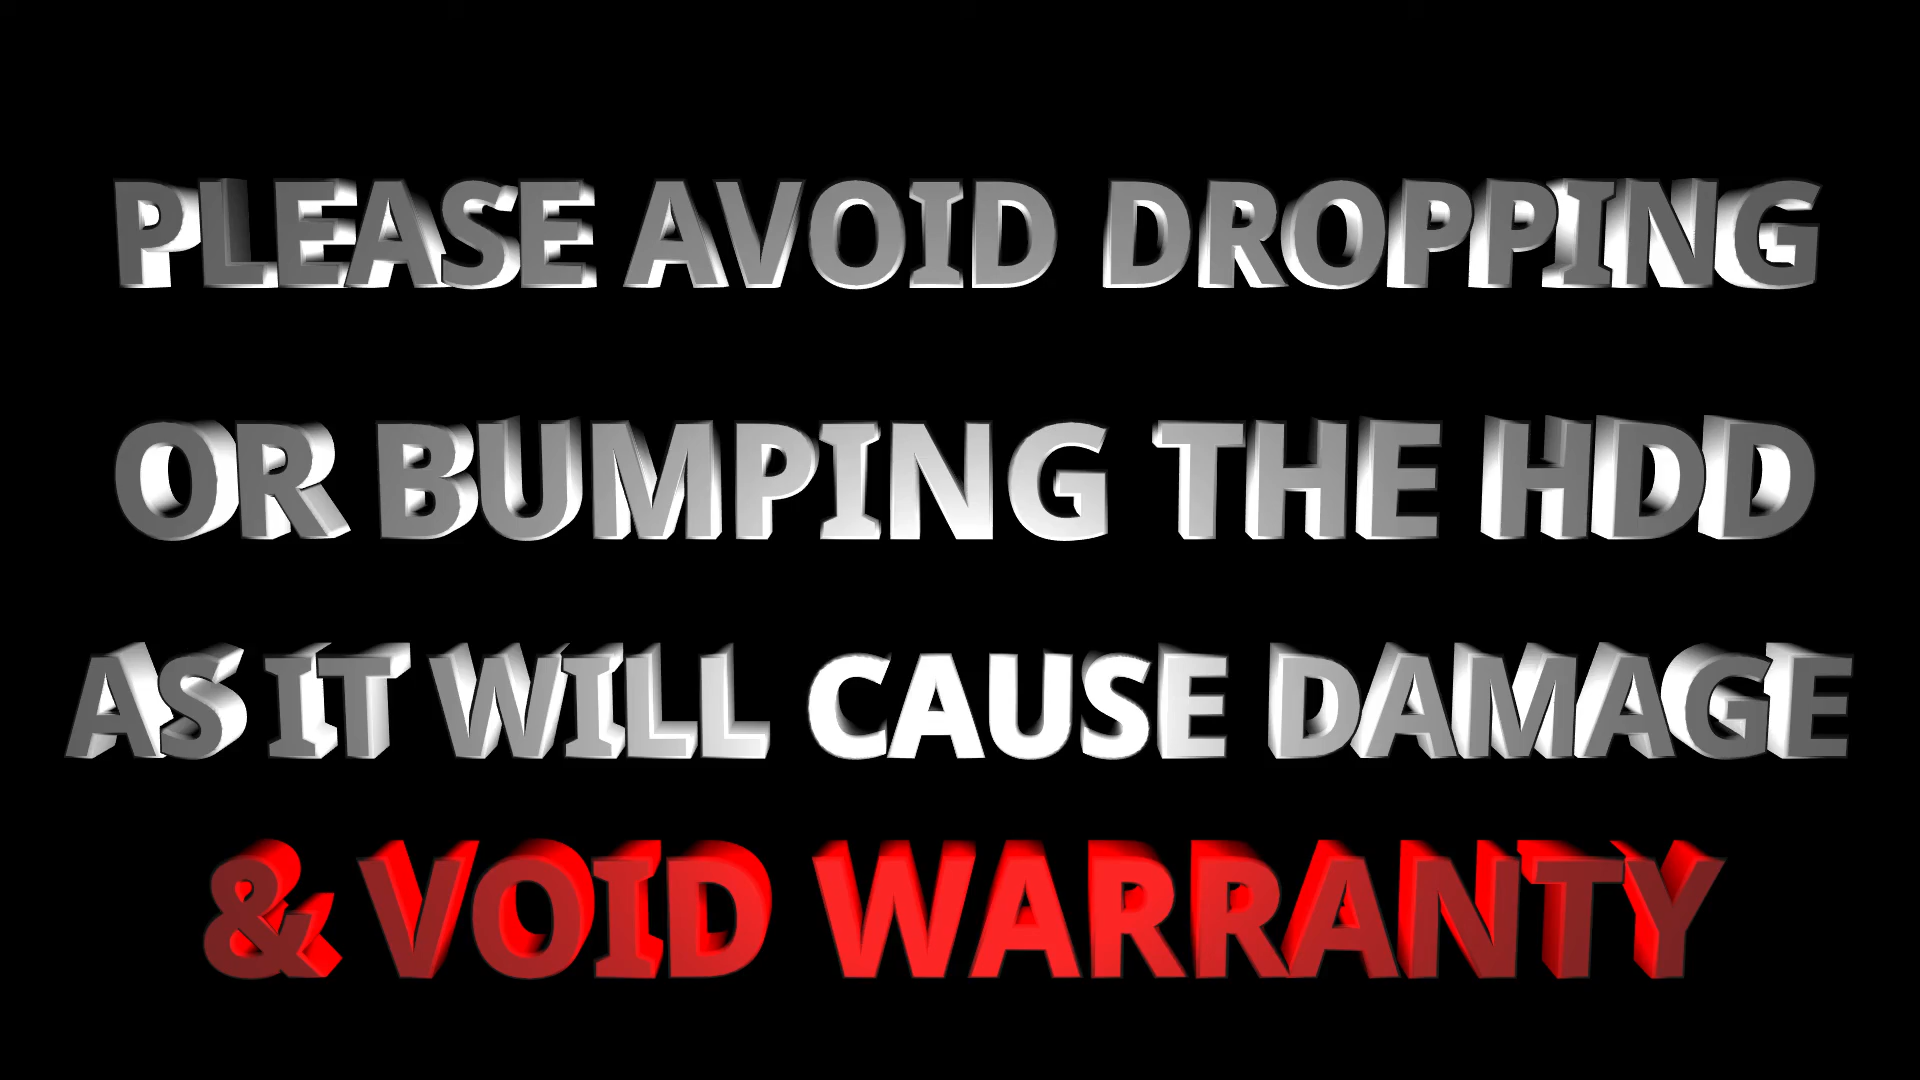 PLEASE AVOID DROPPING
OR BUMPING THE HDD
AS IT WILL CAUSE DAMAGE
& VOID WARRANTY